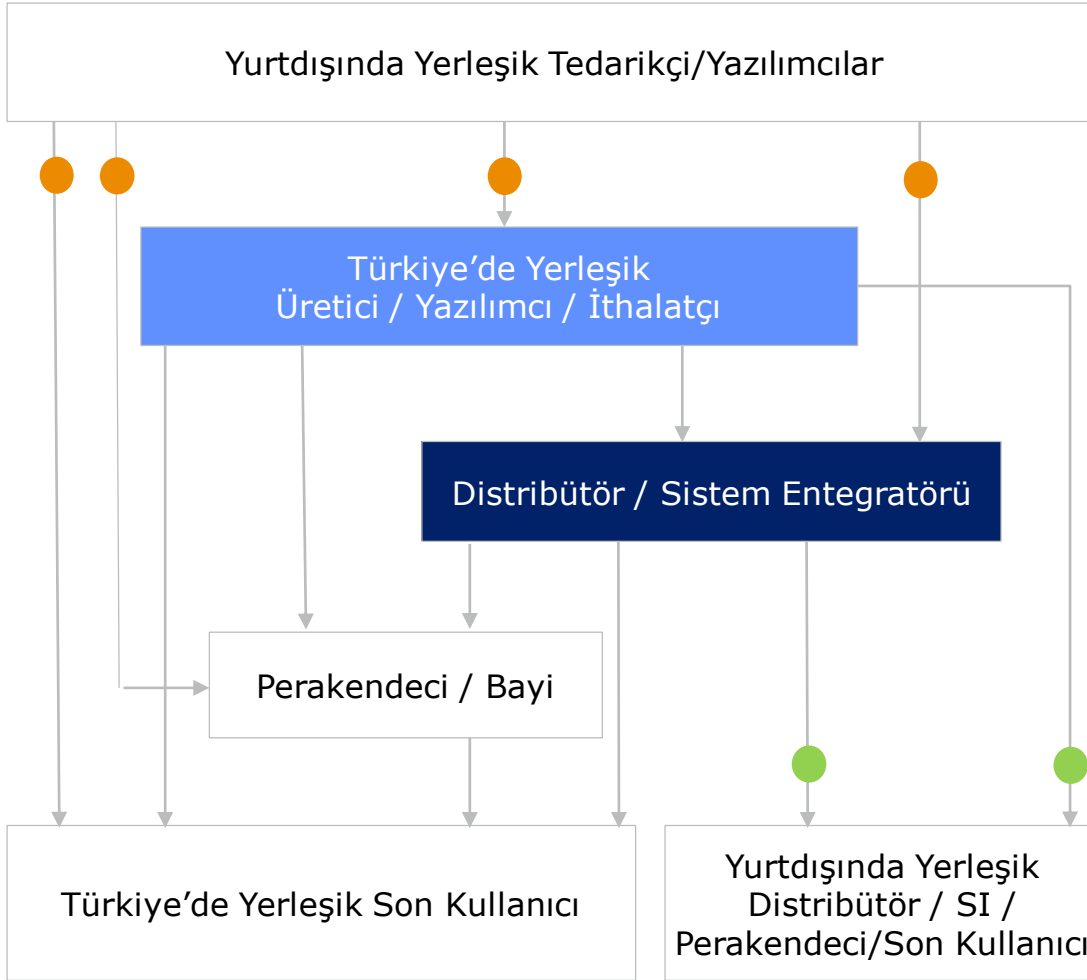 Yurtdışında Yerleşik Tedarikçi/Yazılımcılar
Türkiye’de Yerleşik
Üretici / Yazılımcı / İthalatçı
Distribütör / Sistem Entegratörü
Perakendeci / Bayi
Türkiye’de Yerleşik Son Kullanıcı
Yurtdışında Yerleşik
Distribütör / SI /
Perakendeci/Son Kullanıcı